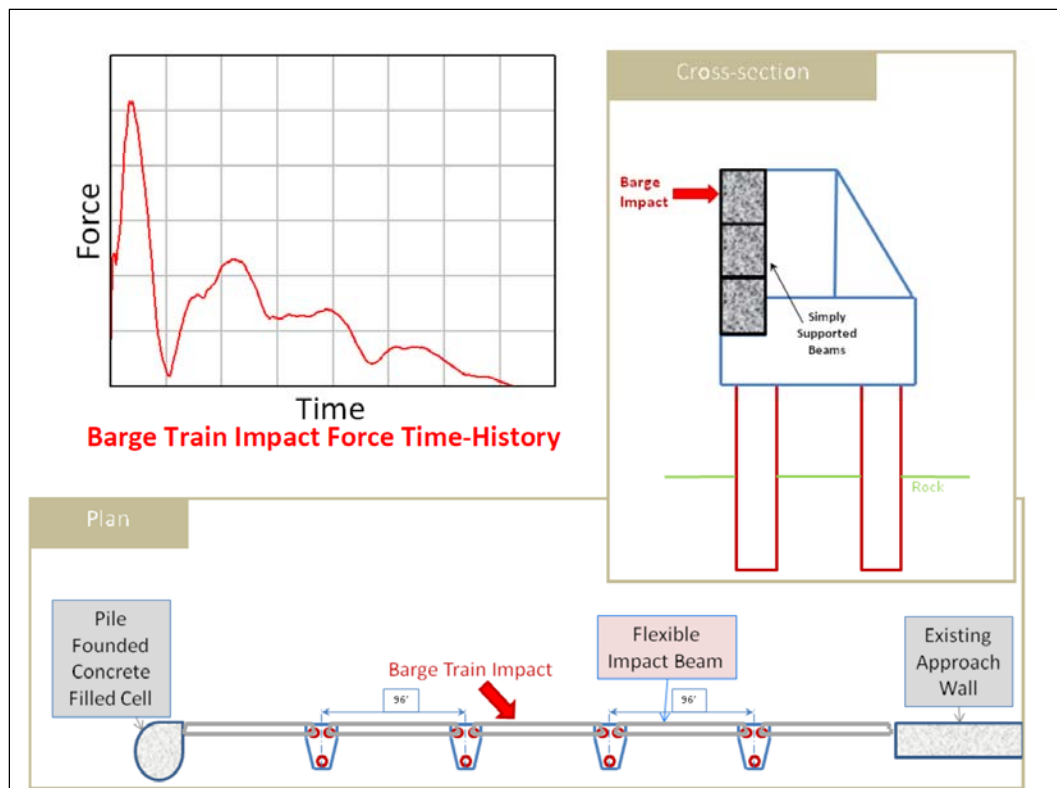 Force
Time
Barge Train Impact Force Time-History
Cross-section
Barge
Impact
Simply
Supported
Beams
Rock
Plan
Pile
Founded
Concrete
Filled Cell
Barge Train Impact
96'
Flexible
Impact Beam
96'
Existing
Approach
Wall